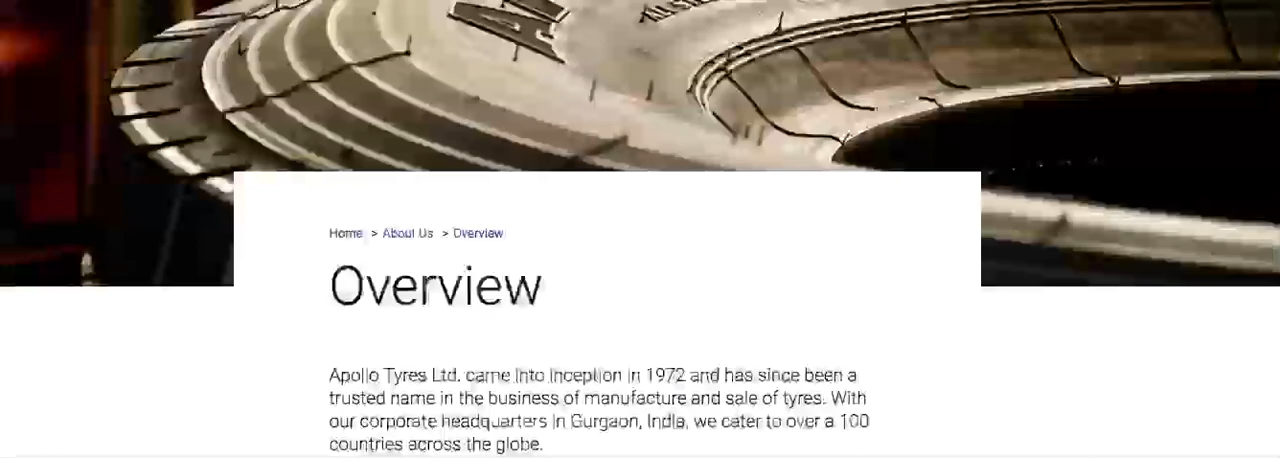 Home > About Us > Overview
Overview
Apollo Tyres Ltd. came into inception in 1972 and has since been a
trusted name in the business of manufacture and sale of tyres. With
our corporate headquarters in Gurgaon, India, we cater to over a 100
countries across the globe.